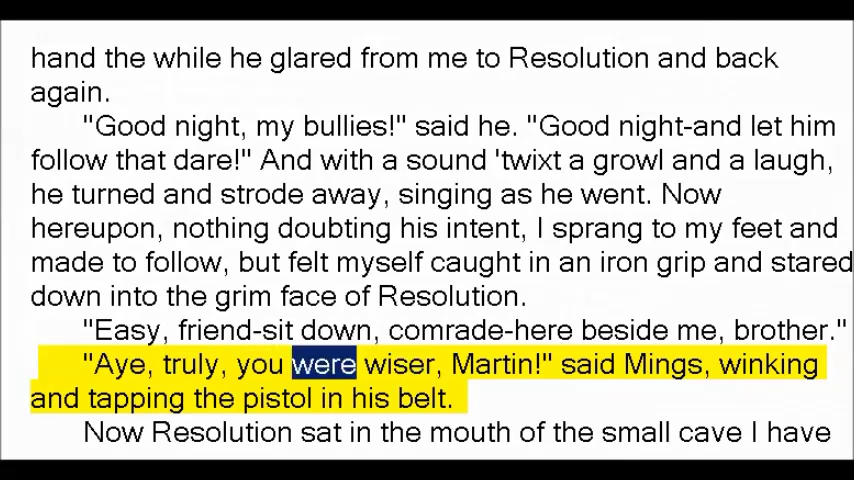 hand the while he glared from me to Resolution and back
again.
"Good night, my bullies!" said he. "Good night-and let him
follow that dare!" And with a sound 'twixt a growl and a laugh,
he turned and strode away, singing as he went. Now
hereupon, nothing doubting his intent, I sprang to my feet and
made to follow, but felt myself caught in an iron grip and stared
down into the grim face of Resolution.
"Easy, friend-sit down, comrade-here beside me, brother."
"Aye, truly, you were wiser, Martin!" said Mings, winking
and tapping the pistol in his belt.
Now Resolution sat in the mouth of the small cave I have